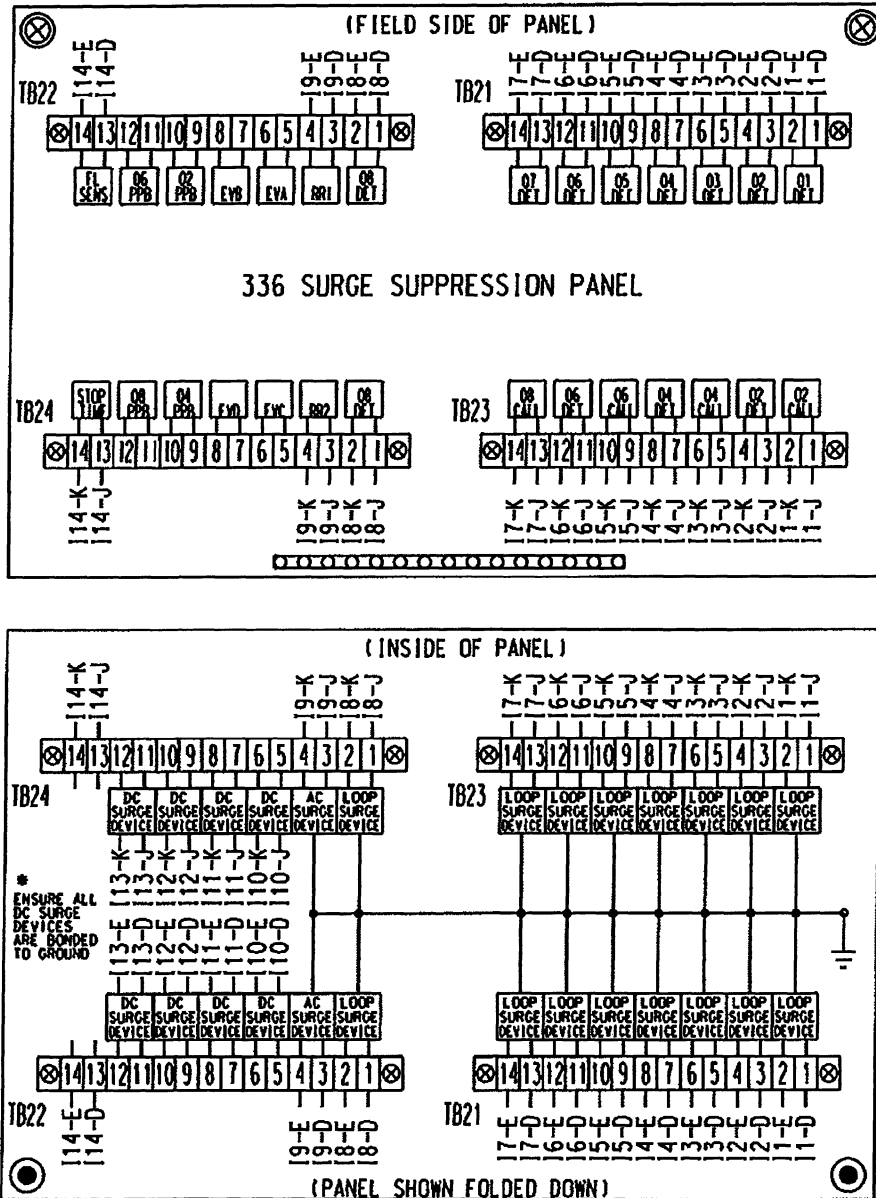 (FIELD SIDE OF PANEL)
I14-E I14-D I9-E I9-D I8-E I8-D
I7-E I7-D I6-E I6-D I5-E I5-D I4-E I4-D I3-E I3-D I2-E I2-D I1-E I1-D
TB22
TB21
14 13 12 11 10 9 8 7 6 5 4 3 2 1
14 13 12 11 10 9 8 7 6 5 4 3 2 1
FL SENS
06 PPB
02 PPB
EVB
EVA
RR1
08 DET
07 DET
06 DET
05 DET
04 DET
03 DET
02 DET
01 DET
336 SURGE SUPPRESSION PANEL
STOP TIME
08 PPB
04 PPB
EVD
EVC
RR2
08 DET
08 CALL
06 DET
06 CALL
04 DET
04 CALL
02 DET
02 CALL
TB24
TB23
14 13 12 11 10 9 8 7 6 5 4 3 2 1
14 13 12 11 10 9 8 7 6 5 4 3 2 1
I14-K I14-J I9-K I9-J I8-K I8-J
I7-K I7-J I6-K I6-J I5-K I5-J I4-K I4-J I3-K I3-J I2-K I2-J I1-K I1-J
(INSIDE OF PANEL)
I14-K I14-J I9-K I9-J I8-K I8-J
I7-K I7-J I6-K I6-J I5-K I5-J I4-K I4-J I3-K I3-J I2-K I2-J I1-K I1-J
14 13 12 11 10 9 8 7 6 5 4 3 2 1
14 13 12 11 10 9 8 7 6 5 4 3 2 1
TB24
TB23
DC DC DC DC AC LOOP
SURGE SURGE SURGE SURGE SURGE SURGE
DEVICE DEVICE DEVICE DEVICE DEVICE DEVICE
LOOP LOOP LOOP LOOP LOOP LOOP LOOP
SURGE SURGE SURGE SURGE SURGE SURGE SURGE
DEVICE DEVICE DEVICE DEVICE DEVICE DEVICE DEVICE
I13-K I13-J I12-K I12-J I11-K I11-J I10-K I10-J
*
ENSURE ALL
DC SURGE
DEVICES
ARE BONDED
TO GROUND
I13-E I13-D I12-E I12-D I11-E I11-D I10-E I10-D
DC DC DC DC AC LOOP
SURGE SURGE SURGE SURGE SURGE SURGE
DEVICE DEVICE DEVICE DEVICE DEVICE DEVICE
LOOP LOOP LOOP LOOP LOOP LOOP LOOP
SURGE SURGE SURGE SURGE SURGE SURGE SURGE
DEVICE DEVICE DEVICE DEVICE DEVICE DEVICE DEVICE
14 13 12 11 10 9 8 7 6 5 4 3 2 1
14 13 12 11 10 9 8 7 6 5 4 3 2 1
TB22
TB21
I14-E I14-D I9-E I9-D I8-E I8-D
I7-E I7-D I6-E I6-D I5-E I5-D I4-E I4-D I3-E I3-D I2-E I2-D I1-E I1-D
(PANEL SHOWN FOLDED DOWN)